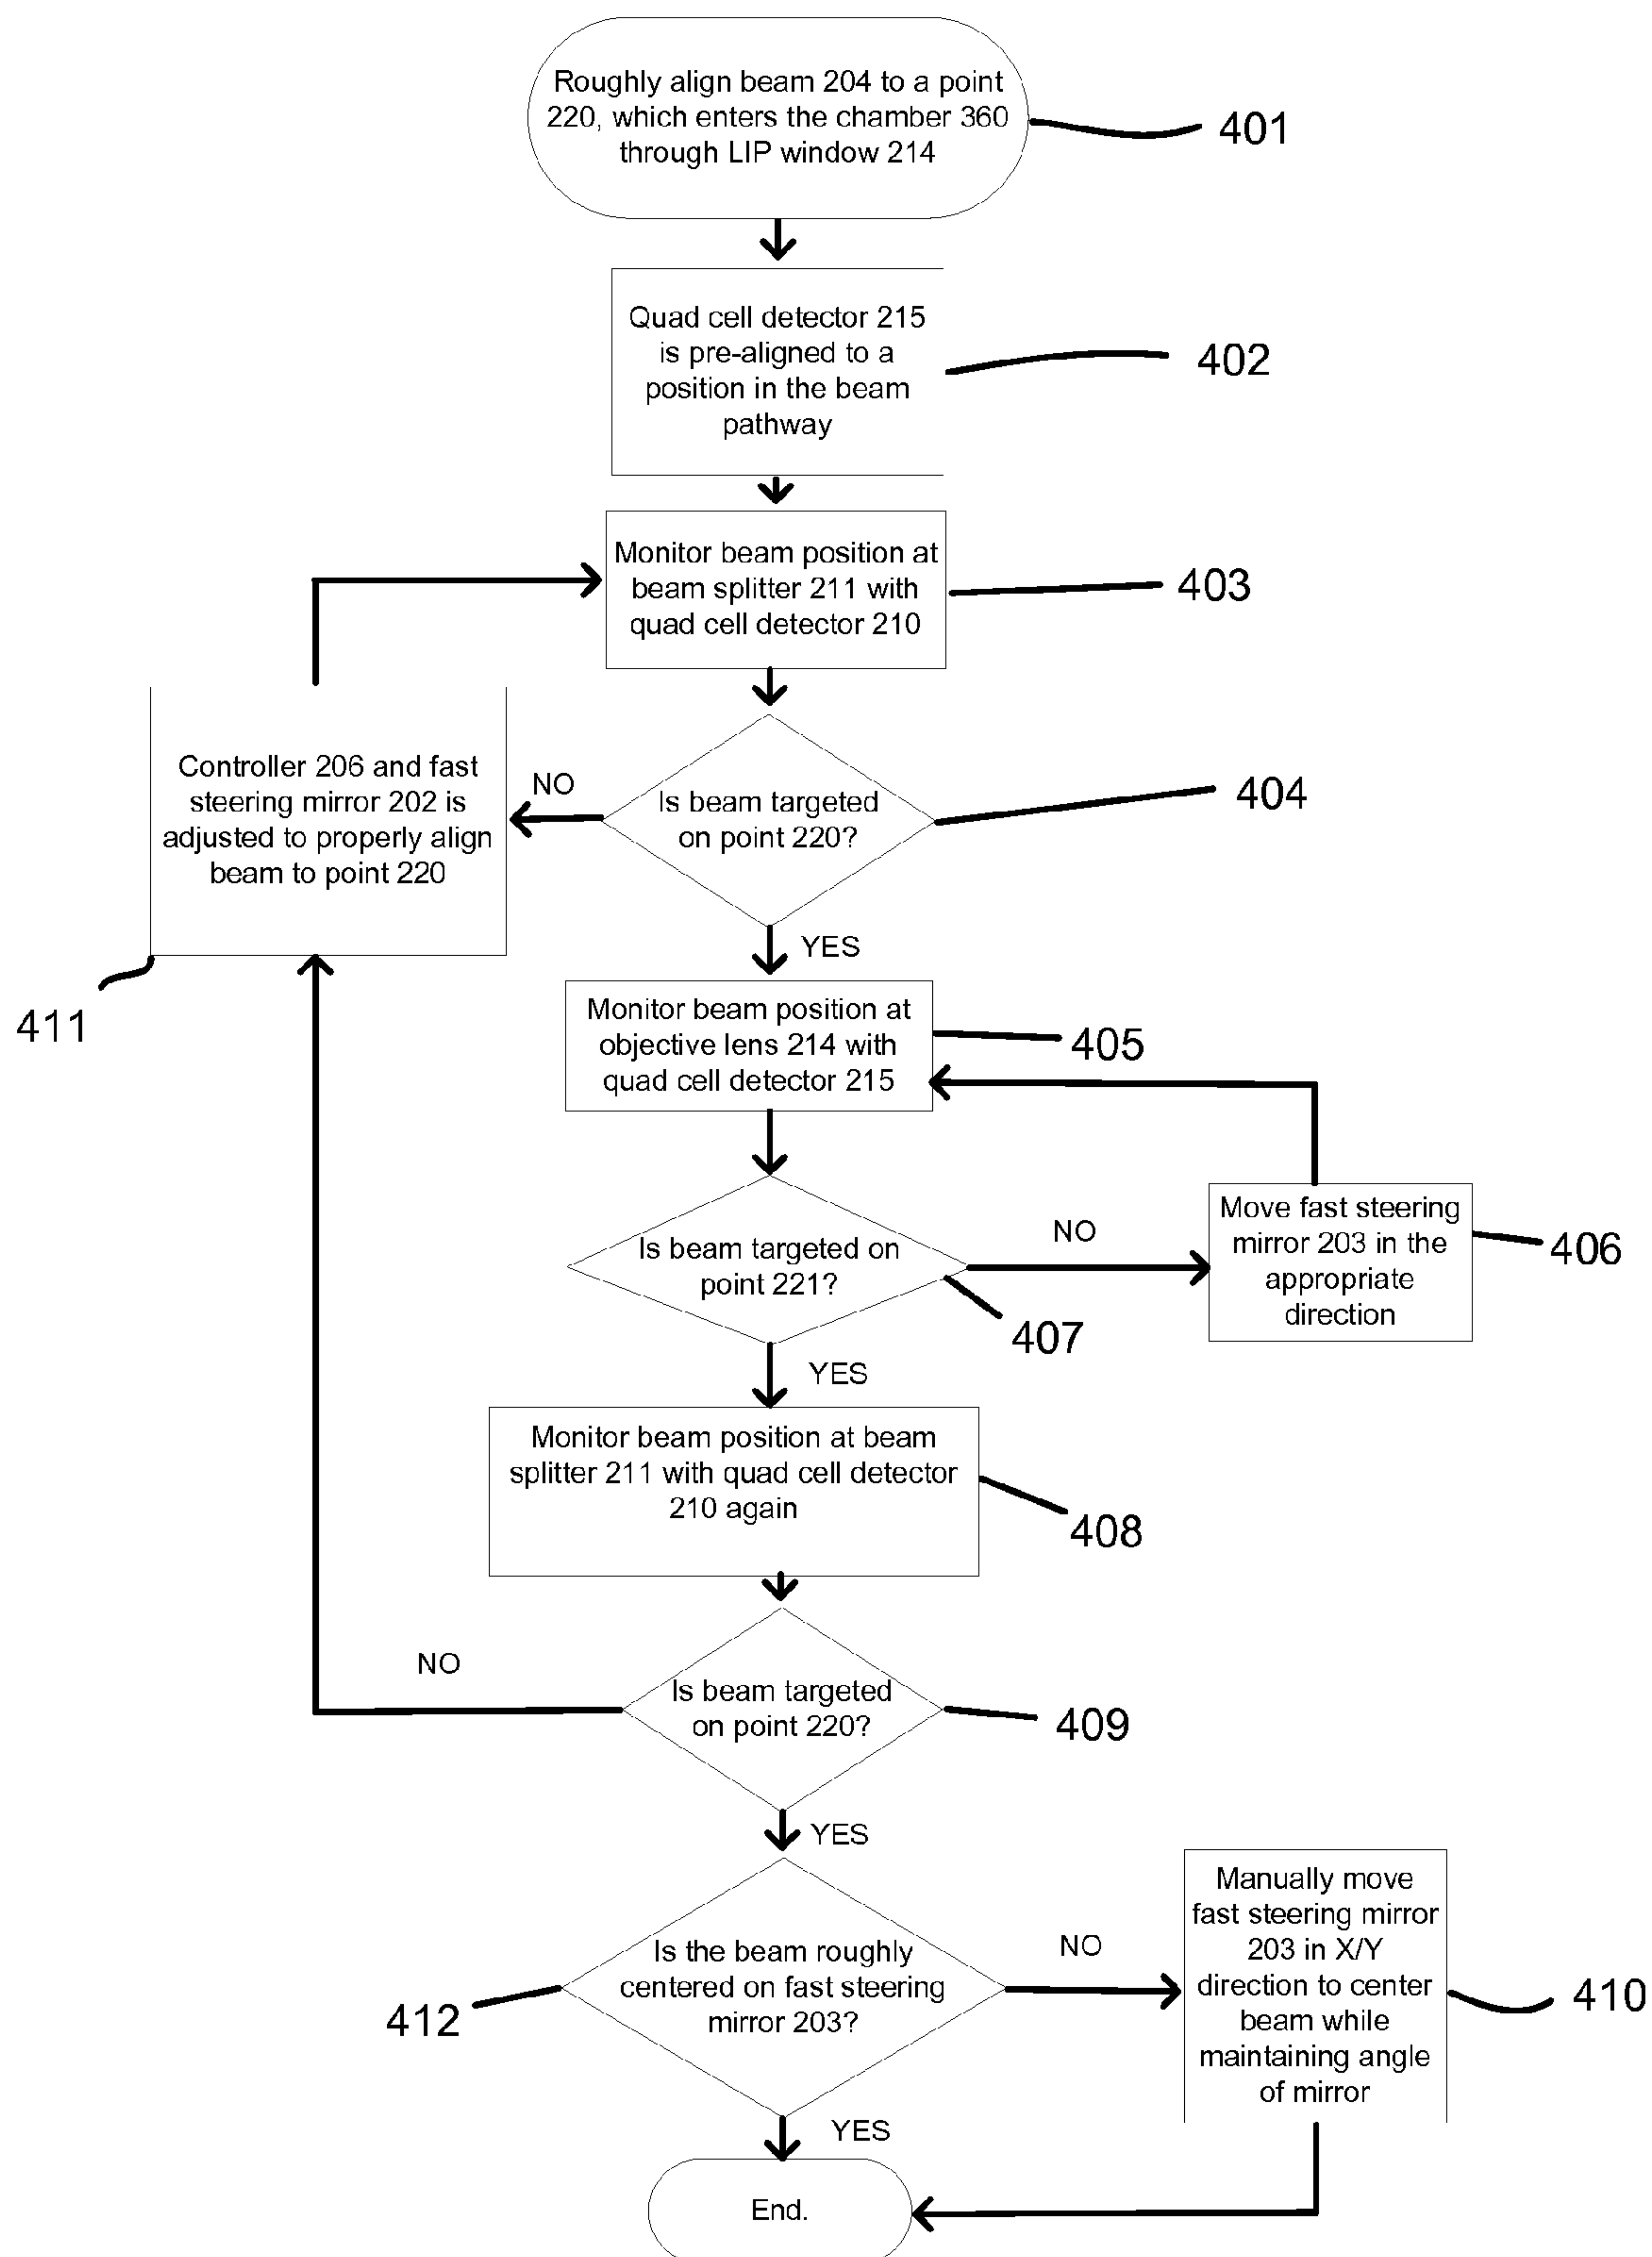 Roughly align beam 204 to a point
220, which enters the chamber 360
through LIP window 214
401
Quad cell detector 215
is pre-aligned to a
position in the beam
pathway
402
Monitor beam position at
beam splitter 211 with
quad cell detector 210
403
Controller 206 and fast
steering mirror 202 is
adjusted to properly align
beam to point 220
411
NO
Is beam targeted
on point 220?
404
YES
Monitor beam position at
objective lens 214 with
quad cell detector 215
405
Is beam targeted on
point 221?
407
NO
Move fast steering
mirror 203 in the
appropriate
direction
406
YES
Monitor beam position at beam
splitter 211 with quad cell detector
210 again
408
NO
Is beam targeted
on point 220?
409
YES
Is the beam roughly
centered on fast steering
mirror 203?
412
NO
Manually move
fast steering mirror
203 in X/Y
direction to center
beam while
maintaining angle
of mirror
410
YES
End.